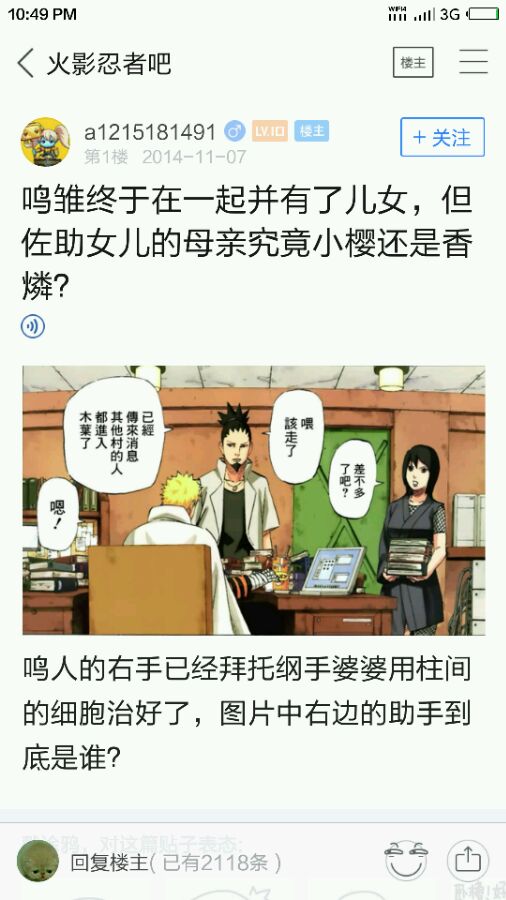 10:49 PM
WIFI4
3G
火影忍者吧
楼主
a1215181491
LV.10
楼主
第1楼 2014-11-07
+ 关注
鸣雏终于在一起并有了儿女，但
佐助女儿的母亲究竟小樱还是香
燐?
喂
該走了
已經
傳來消息
其他村的人
都進入
木葉了
差不多
了吧？
嗯！
鸣人的右手已经拜托纲手婆婆用柱间
的细胞治好了，图片中右边的助手到
底是谁?
对这篇贴子表态:
回复楼主( 已有2118条 )